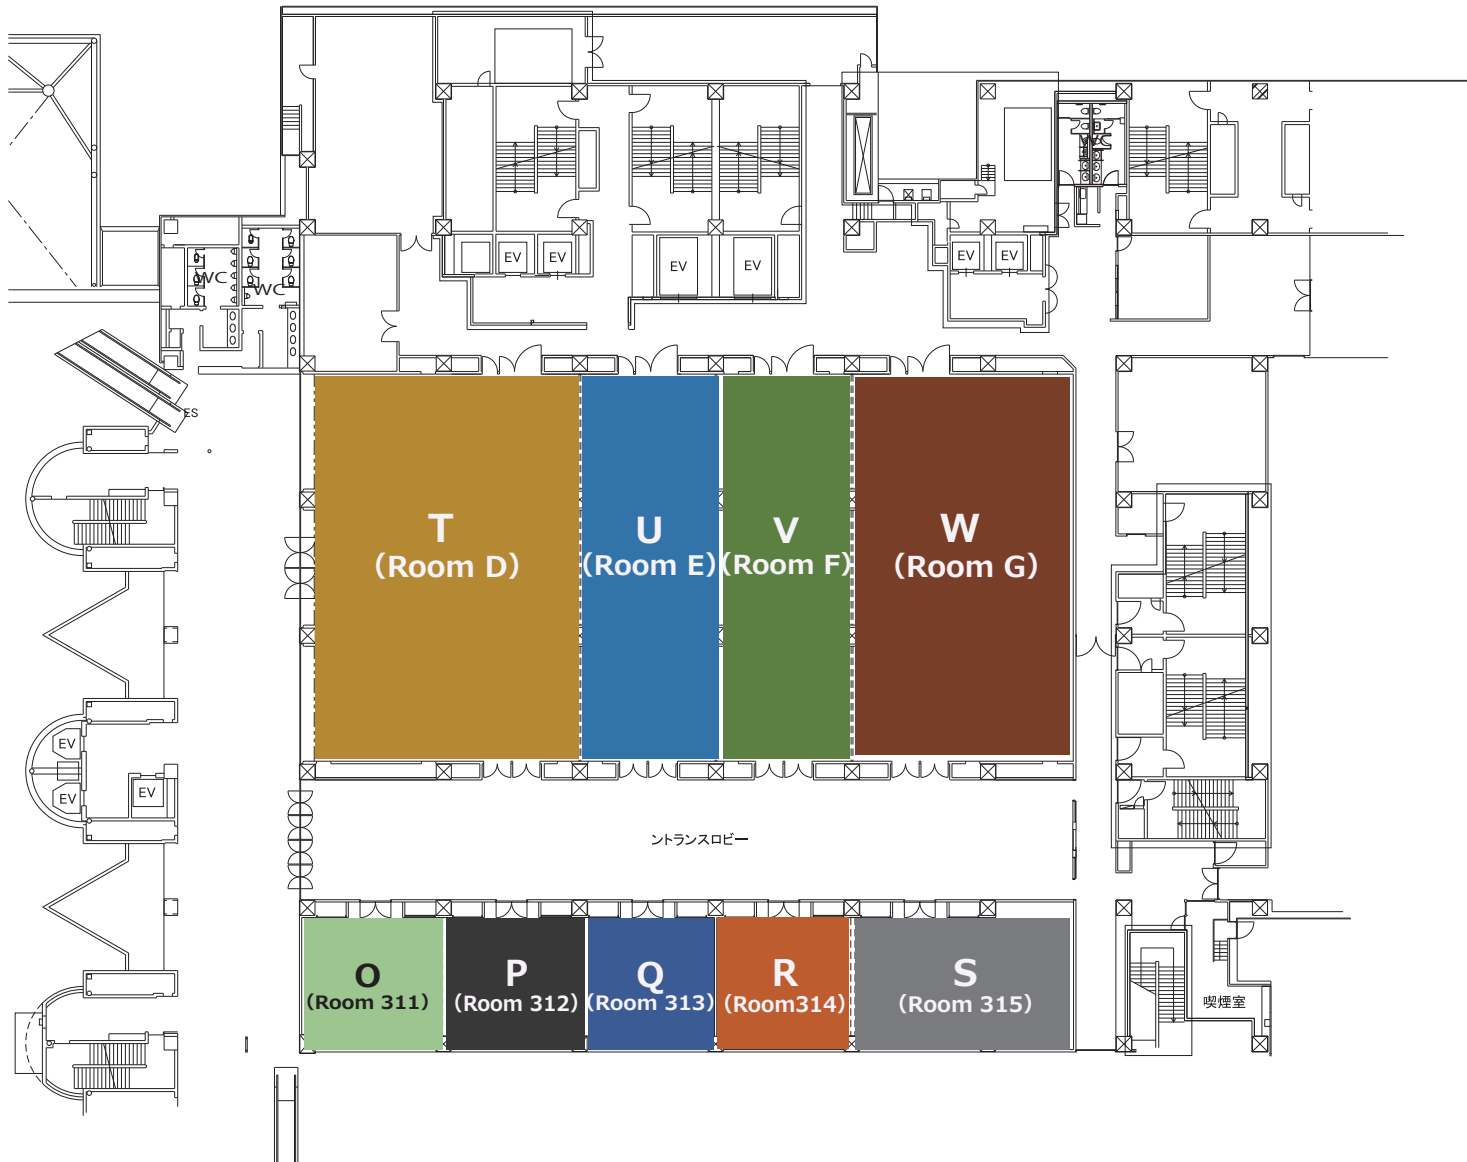 EV
EV
EV
EV
EV
EV
WC
WC
ES
T
(Room D)
U
(Room E)
V
(Room F)
W
(Room G)
EV
EV
EV
ントランスロビー
O
(Room 311)
P
(Room 312)
Q
(Room 313)
R
(Room314)
S
(Room 315)
喫煙室